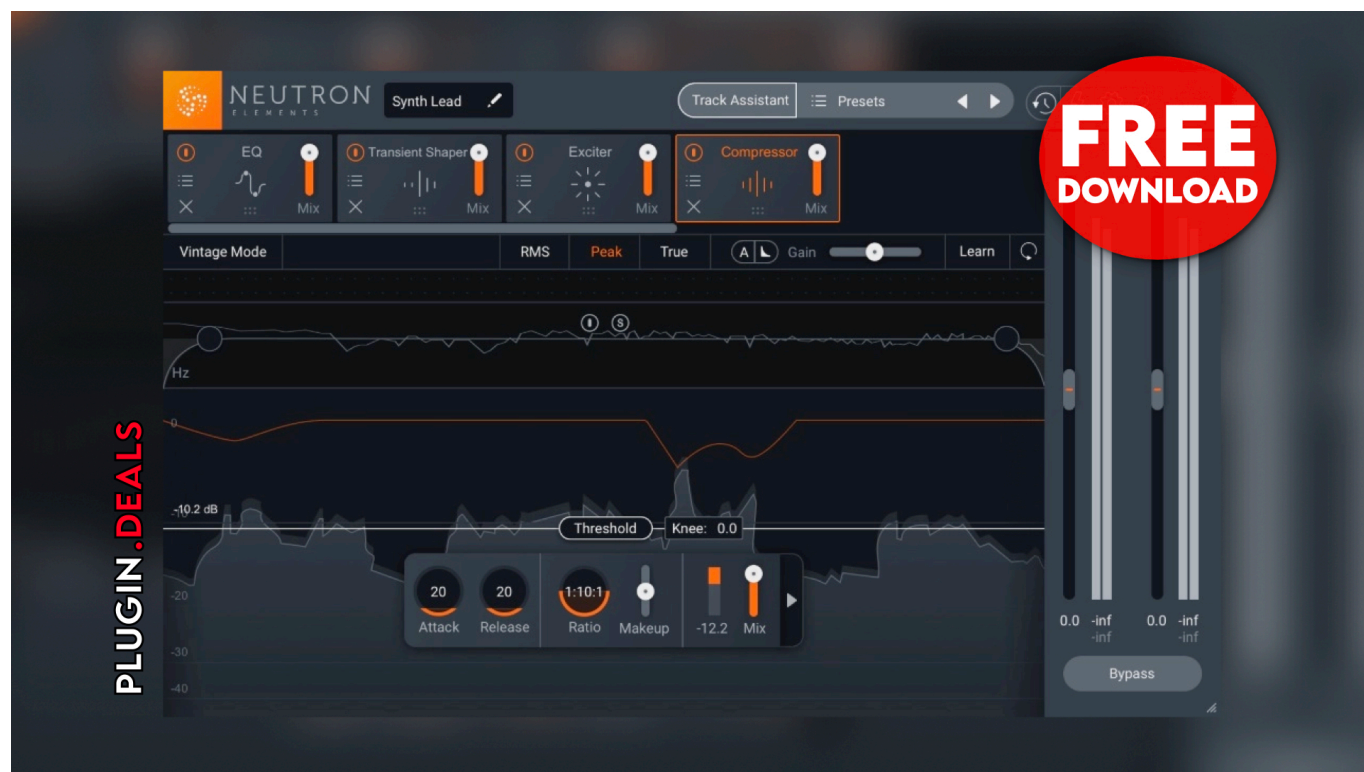 NEUTRON
ELEMENTS
Synth Lead
Track Assistant
Presets
FREE
DOWNLOAD
EQ
Mix
Transient Shaper
Mix
Exciter
Mix
Compressor
Mix
Vintage Mode
RMS
Peak
True
A
Gain
Learn
S
Hz
0
-10.2 dB
Threshold
Knee: 0.0
-20
-30
-40
20
Attack
20
Release
1:10:1
Ratio
Makeup
-12.2
Mix
0.0 -inf
-inf
0.0 -inf
-inf
Bypass
PLUGIN.DEALS